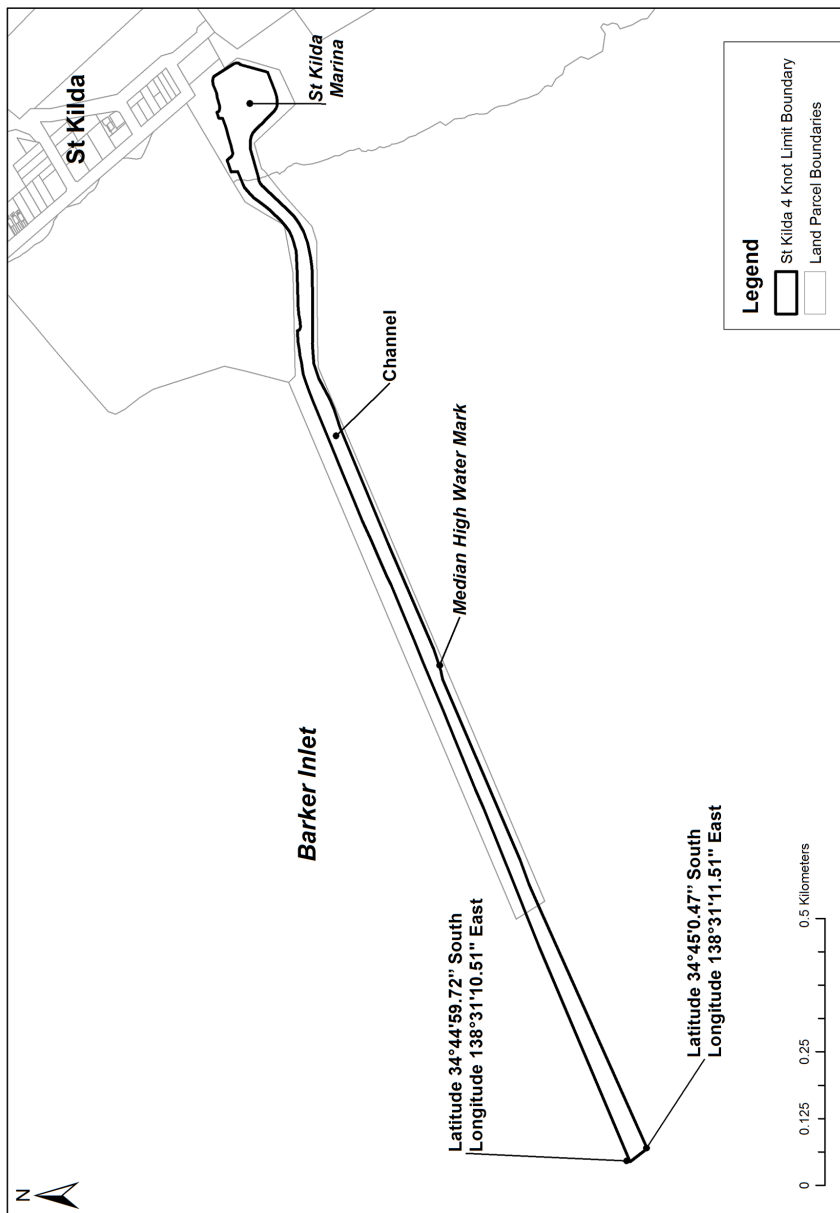 St Kilda
St Kilda
Marina
Channel
Median High Water Mark
Barker Inlet
Latitude 34°44'59.72" South
Longitude 138°31'10.51" East
Latitude 34°45'0.47" South
Longitude 138°31'11.51" East
N
0 0.125 0.25 0.5 Kilometers
Legend
St Kilda 4 Knot Limit Boundary
Land Parcel Boundaries